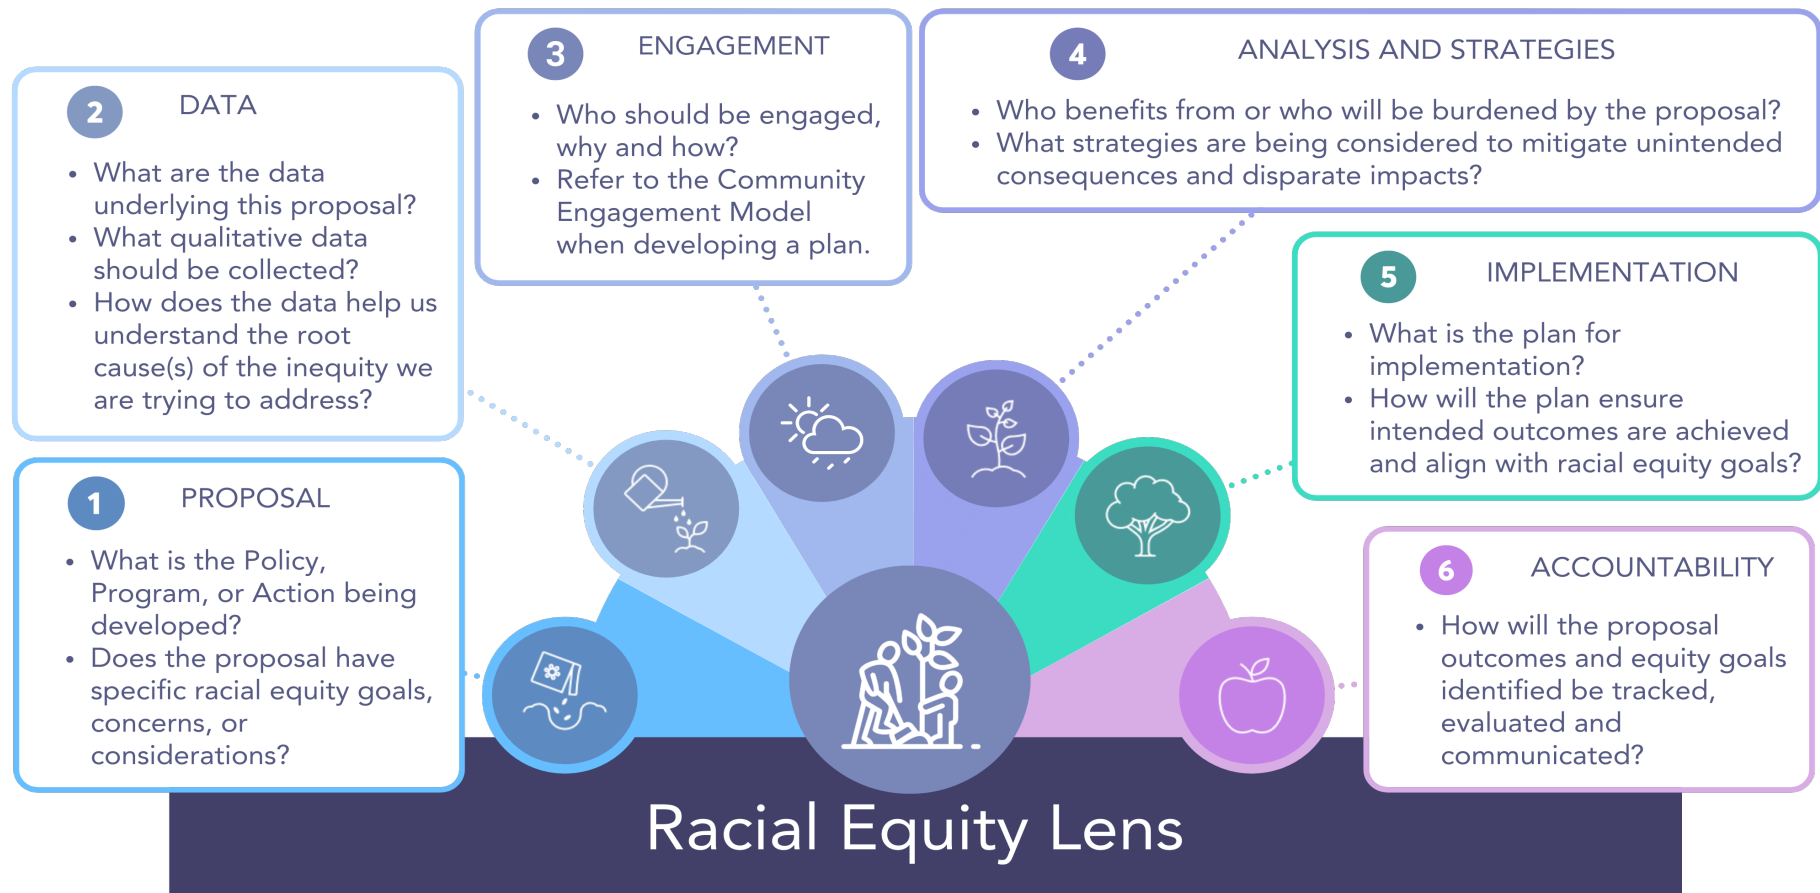 1 PROPOSAL
• What is the Policy,
Program, or Action being
developed?
• Does the proposal have
specific racial equity goals,
concerns, or
considerations?
2 DATA
• What are the data
underlying this proposal?
• What qualitative data
should be collected?
• How does the data help us
understand the root
cause(s) of the inequity we
are trying to address?
3 ENGAGEMENT
• Who should be engaged,
why and how?
• Refer to the Community
Engagement Model
when developing a plan.
4 ANALYSIS AND STRATEGIES
• Who benefits from or who will be burdened by the proposal?
• What strategies are being considered to mitigate unintended
consequences and disparate impacts?
5 IMPLEMENTATION
• What is the plan for
implementation?
• How will the plan ensure
intended outcomes are achieved
and align with racial equity goals?
6 ACCOUNTABILITY
• How will the proposal
outcomes and equity goals
identified be tracked,
evaluated and
communicated?
Racial Equity Lens